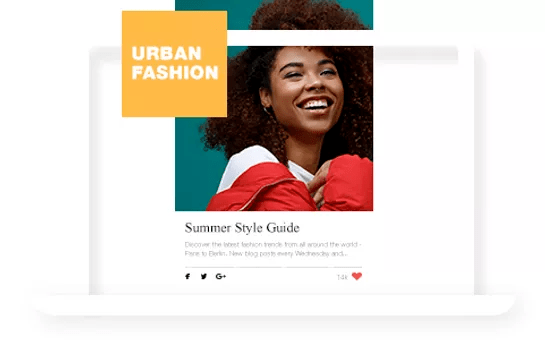 URBAN
FASHION
Summer Style Guide
Discover the latest fashion trends from all around the world -
Paris to Berlin. New blog posts every Wednesday and...
14k